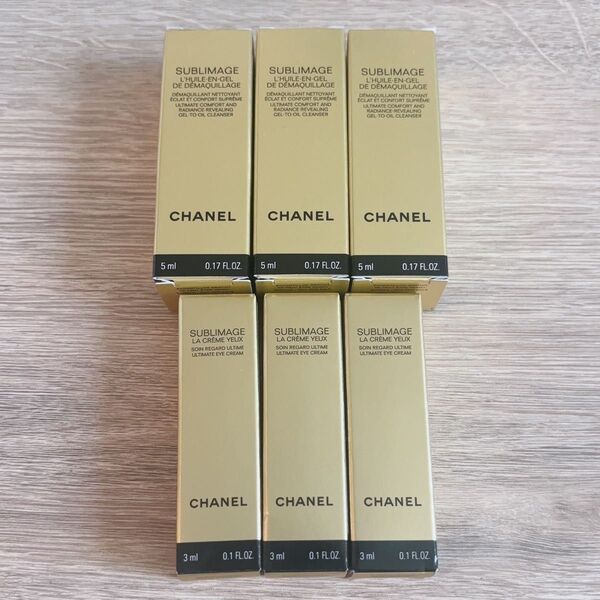 SUBLIMAGE
L'HUILE-EN-GEL
DE DÉMAQUILLAGE
DÉMAQUILLANT NETTOYANT
ÉCLAT ET CONFORT SUPRÊME
ULTIMATE COMFORT AND
RADIANCE-REVEALING
GEL-TO-OIL CLEANSER
CHANEL
5 ml 0.17 FL.OZ.
SUBLIMAGE
L'HUILE-EN-GEL
DE DÉMAQUILLAGE
DÉMAQUILLANT NETTOYANT
ÉCLAT ET CONFORT SUPRÊME
ULTIMATE COMFORT AND
RADIANCE-REVEALING
GEL-TO-OIL CLEANSER
CHANEL
5 ml 0.17 FL.OZ.
SUBLIMAGE
L'HUILE-EN-GEL
DE DÉMAQUILLAGE
DÉMAQUILLANT NETTOYANT
ÉCLAT ET CONFORT SUPRÊME
ULTIMATE COMFORT AND
RADIANCE-REVEALING
GEL-TO-OIL CLEANSER
CHANEL
5 ml 0.17 FL.OZ.
SUBLIMAGE
LA CRÈME YEUX
SOIN REGARD ULTIME
ULTIMATE EYE CREAM
CHANEL
3 ml 0.1 FL.OZ.
SUBLIMAGE
LA CRÈME YEUX
SOIN REGARD ULTIME
ULTIMATE EYE CREAM
CHANEL
3 ml 0.1 FL.OZ.
SUBLIMAGE
LA CRÈME YEUX
SOIN REGARD ULTIME
ULTIMATE EYE CREAM
CHANEL
3 ml 0.1 FL.OZ.